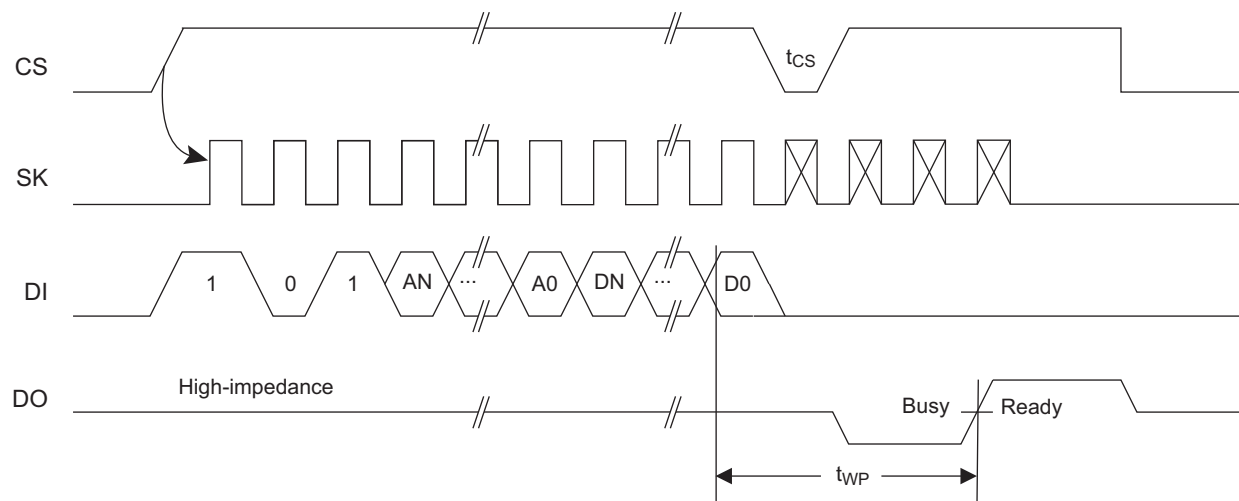 CS
tCS
SK
DI
1 0 1 AN ... A0 DN ... D0
High-impedance
DO
Busy Ready
tWP